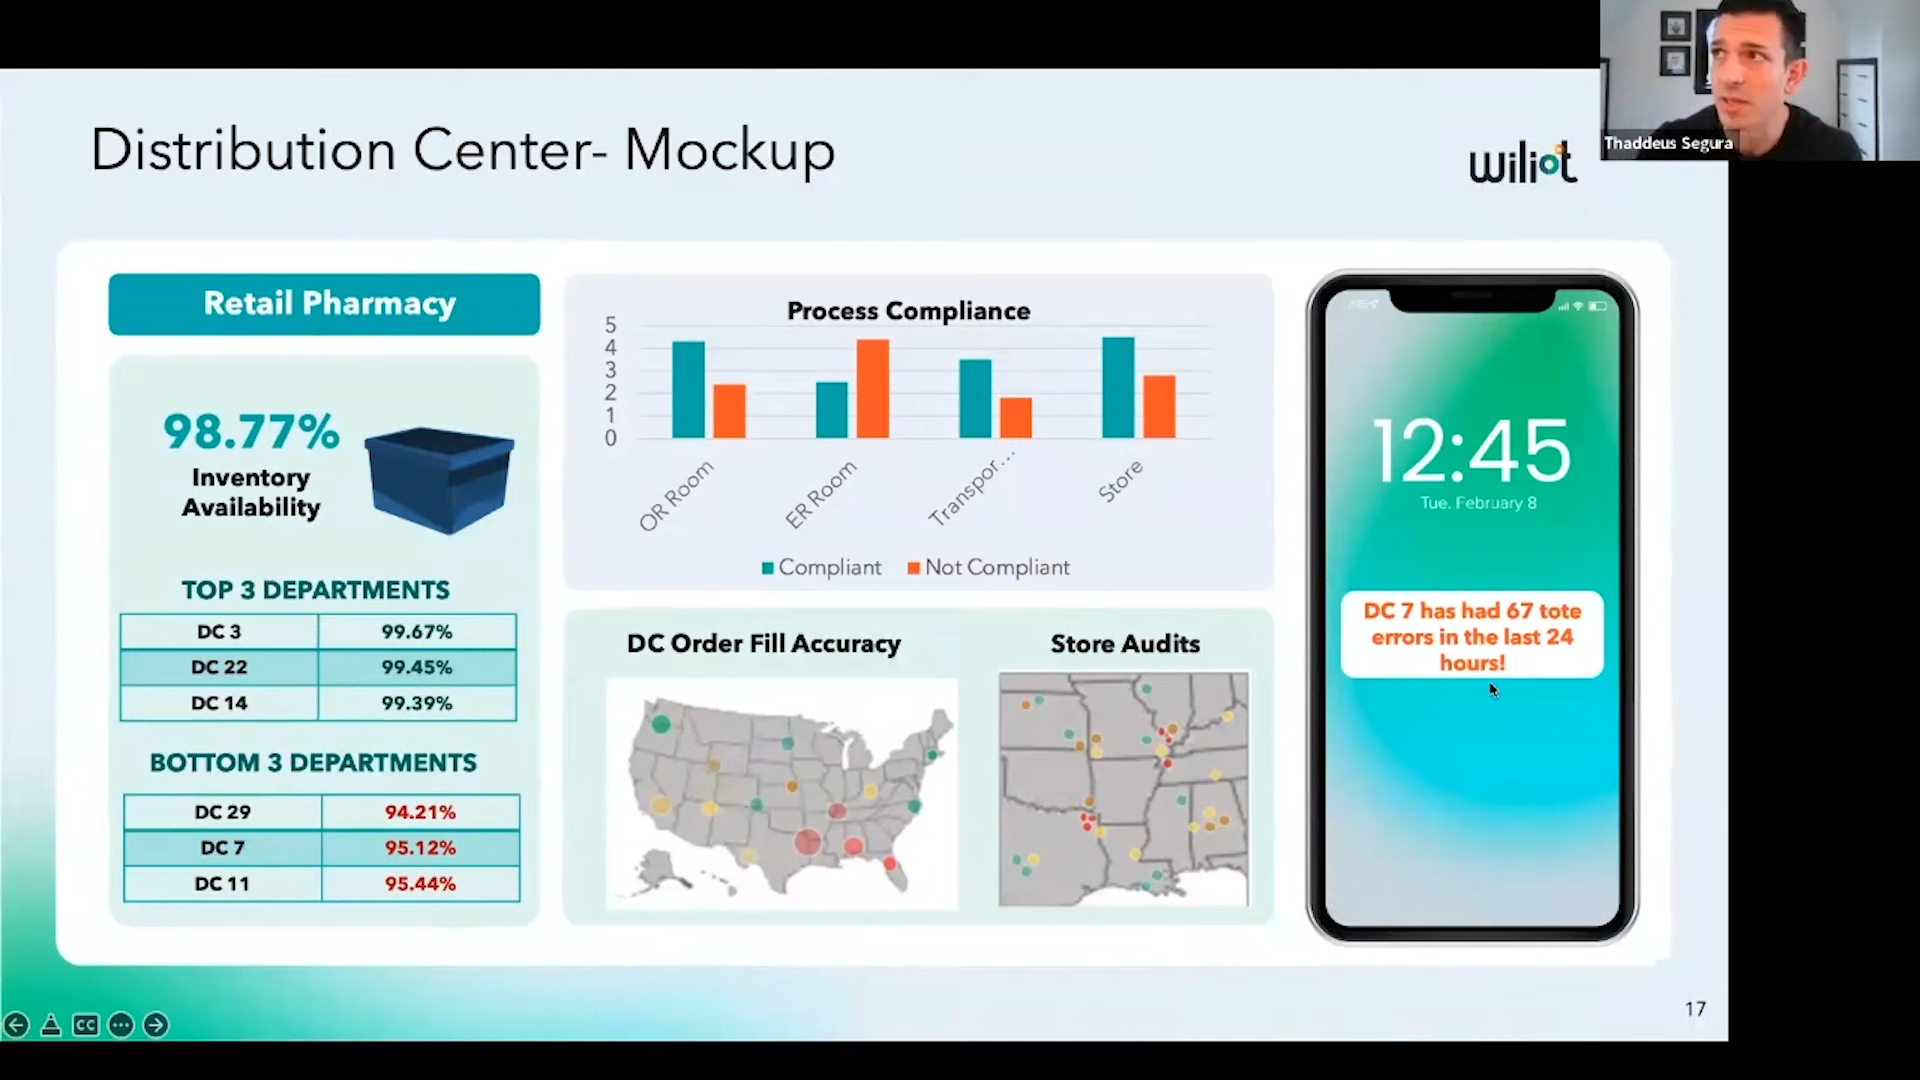 Distribution Center- Mockup
wiliot
Thaddeus Segura
Retail Pharmacy
98.77%
Inventory
Availability
TOP 3 DEPARTMENTS
DC 3 99.67%
DC 22 99.45%
DC 14 99.39%
BOTTOM 3 DEPARTMENTS
DC 29 94.21%
DC 7 95.12%
DC 11 95.44%
Process Compliance
5
4
3
2
1
0
OR Room
ER Room
Transpor...
Store
Compliant Not Compliant
DC Order Fill Accuracy
Store Audits
12:45
Tue. February 8
DC 7 has had 67 tote
errors in the last 24
hours!
CC
17